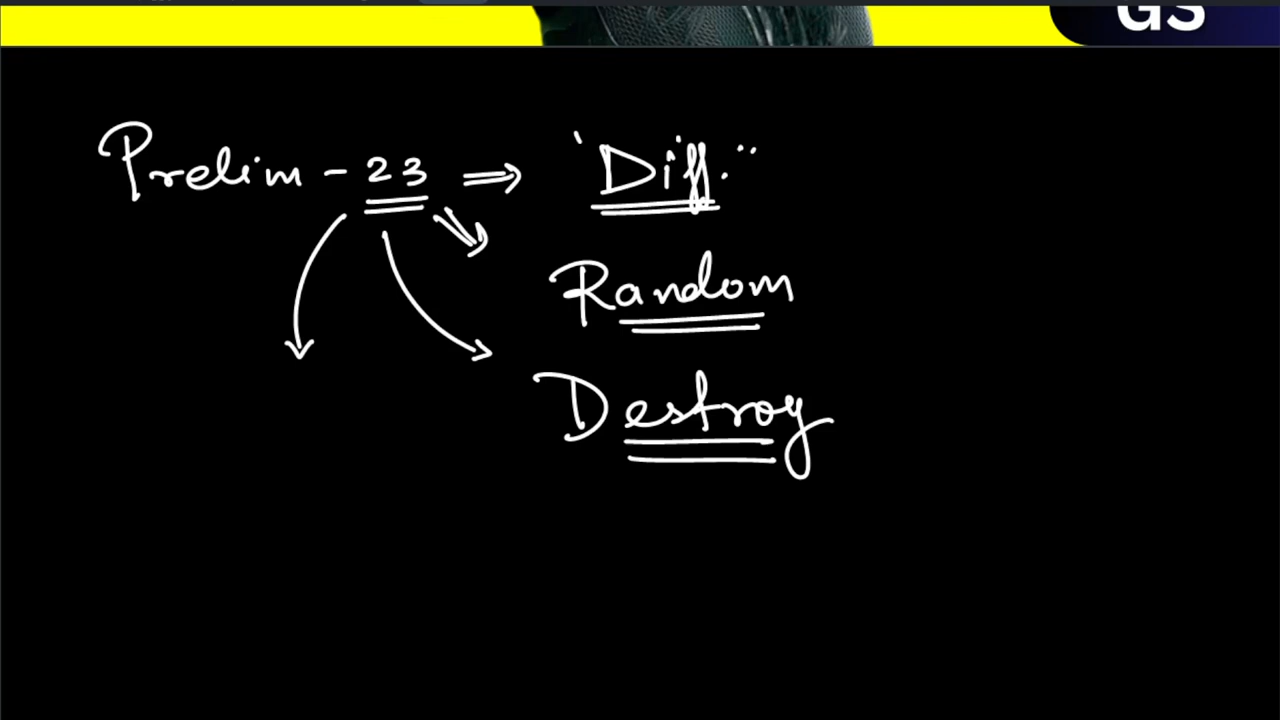 GS
Prelim - 23 ⇒ 'Diff.''
Random
Destroy